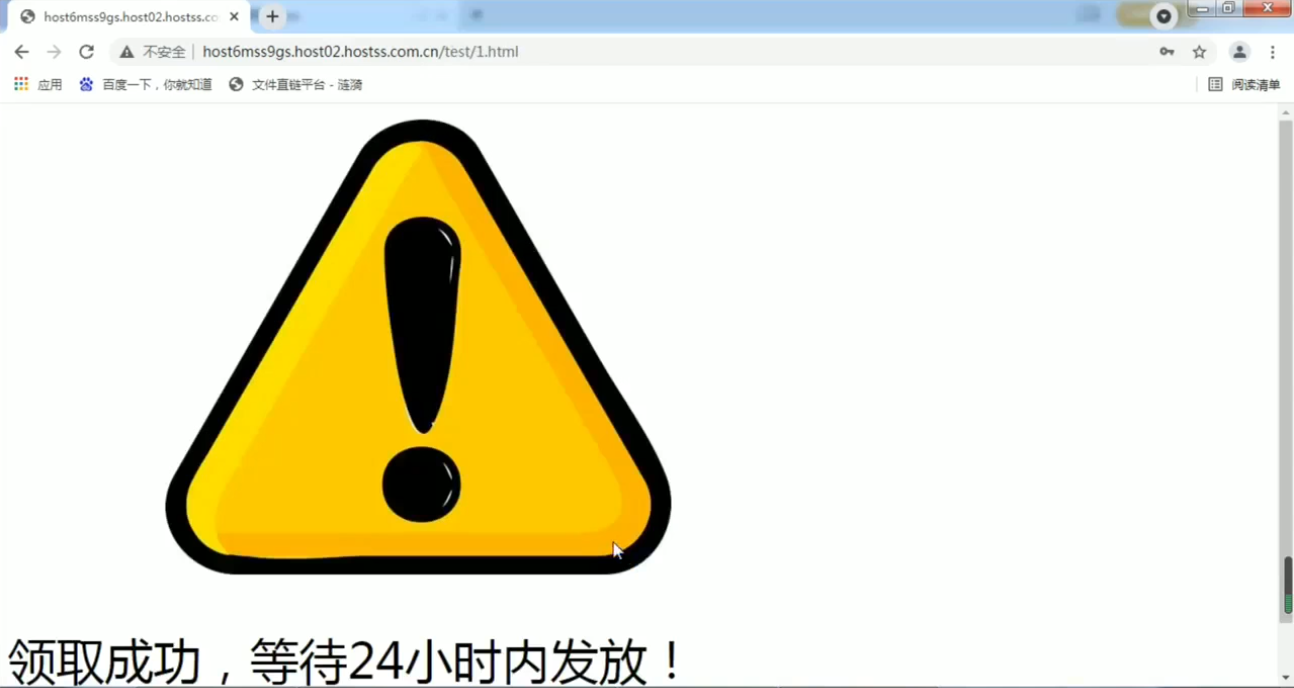 host6mss9gs.host02.hostss.co
不安全 | host6mss9gs.host02.hostss.com.cn/test/1.html
应用 百度一下，你就知道 文件直链平台 - 涟漪 阅读清单
领取成功，等待24小时内发放！